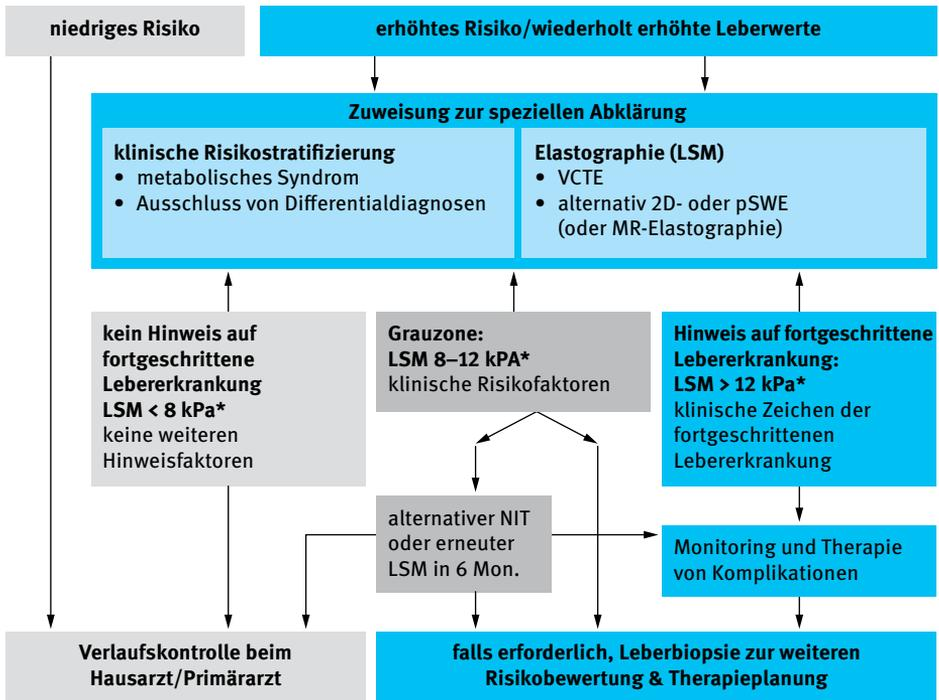 niedriges Risiko
erhöhtes Risiko/wiederholt erhöhte Leberwerte
Zuweisung zur speziellen Abklärung
klinische Risikostratifizierung
• metabolisches Syndrom
• Ausschluss von Differentialdiagnosen
Elastographie (LSM)
• VCTE
• alternativ 2D- oder pSWE
(oder MR-Elastographie)
kein Hinweis auf
fortgeschrittene
Lebererkrankung
LSM < 8 kPa*
keine weiteren
Hinweisfaktoren
Grauzone:
LSM 8–12 kPA*
klinische Risikofaktoren
Hinweis auf fortgeschrittene
Lebererkrankung:
LSM > 12 kPa*
klinische Zeichen der
fortgeschrittenen
Lebererkrankung
alternativer NIT
oder erneuter
LSM in 6 Mon.
Monitoring und Therapie
von Komplikationen
Verlaufskontrolle beim
Hausarzt/Primärarzt
falls erforderlich, Leberbiopsie zur weiteren
Risikobewertung & Therapieplanung